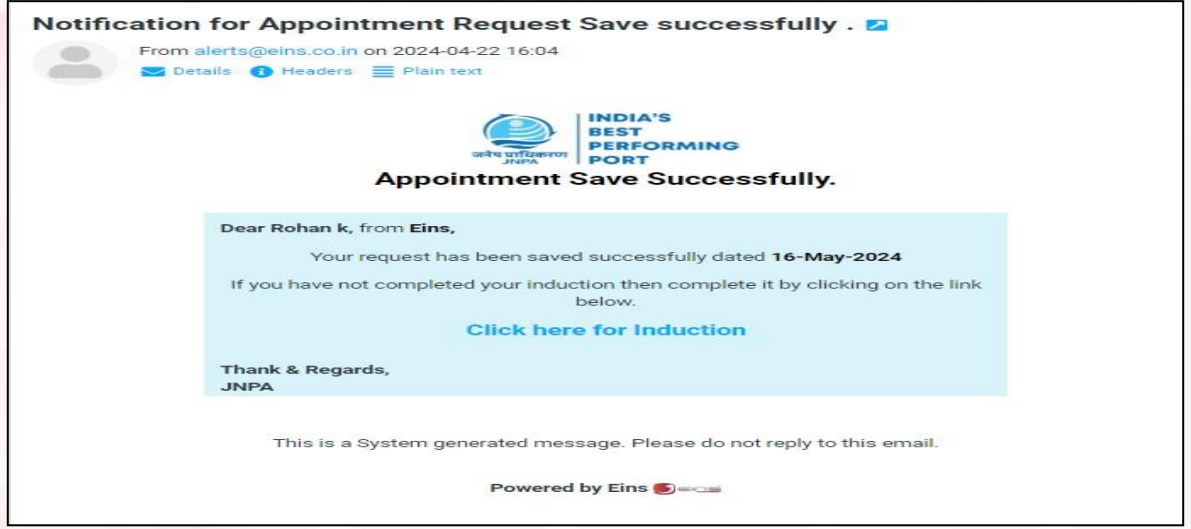 Notification for Appointment Request Save successfully .
From alerts@eins.co.in on 2024-04-22 16:04
Details Headers Plain text
INDIA'S
BEST
PERFORMING
PORT
जनेप प्राधिकरण
JNPA
Appointment Save Successfully.
Dear Rohan k, from Eins,
Your request has been saved successfully dated 16-May-2024
If you have not completed your induction then complete it by clicking on the link
below.
Click here for Induction
Thank & Regards,
JNPA
This is a System generated message. Please do not reply to this email.
Powered by Eins